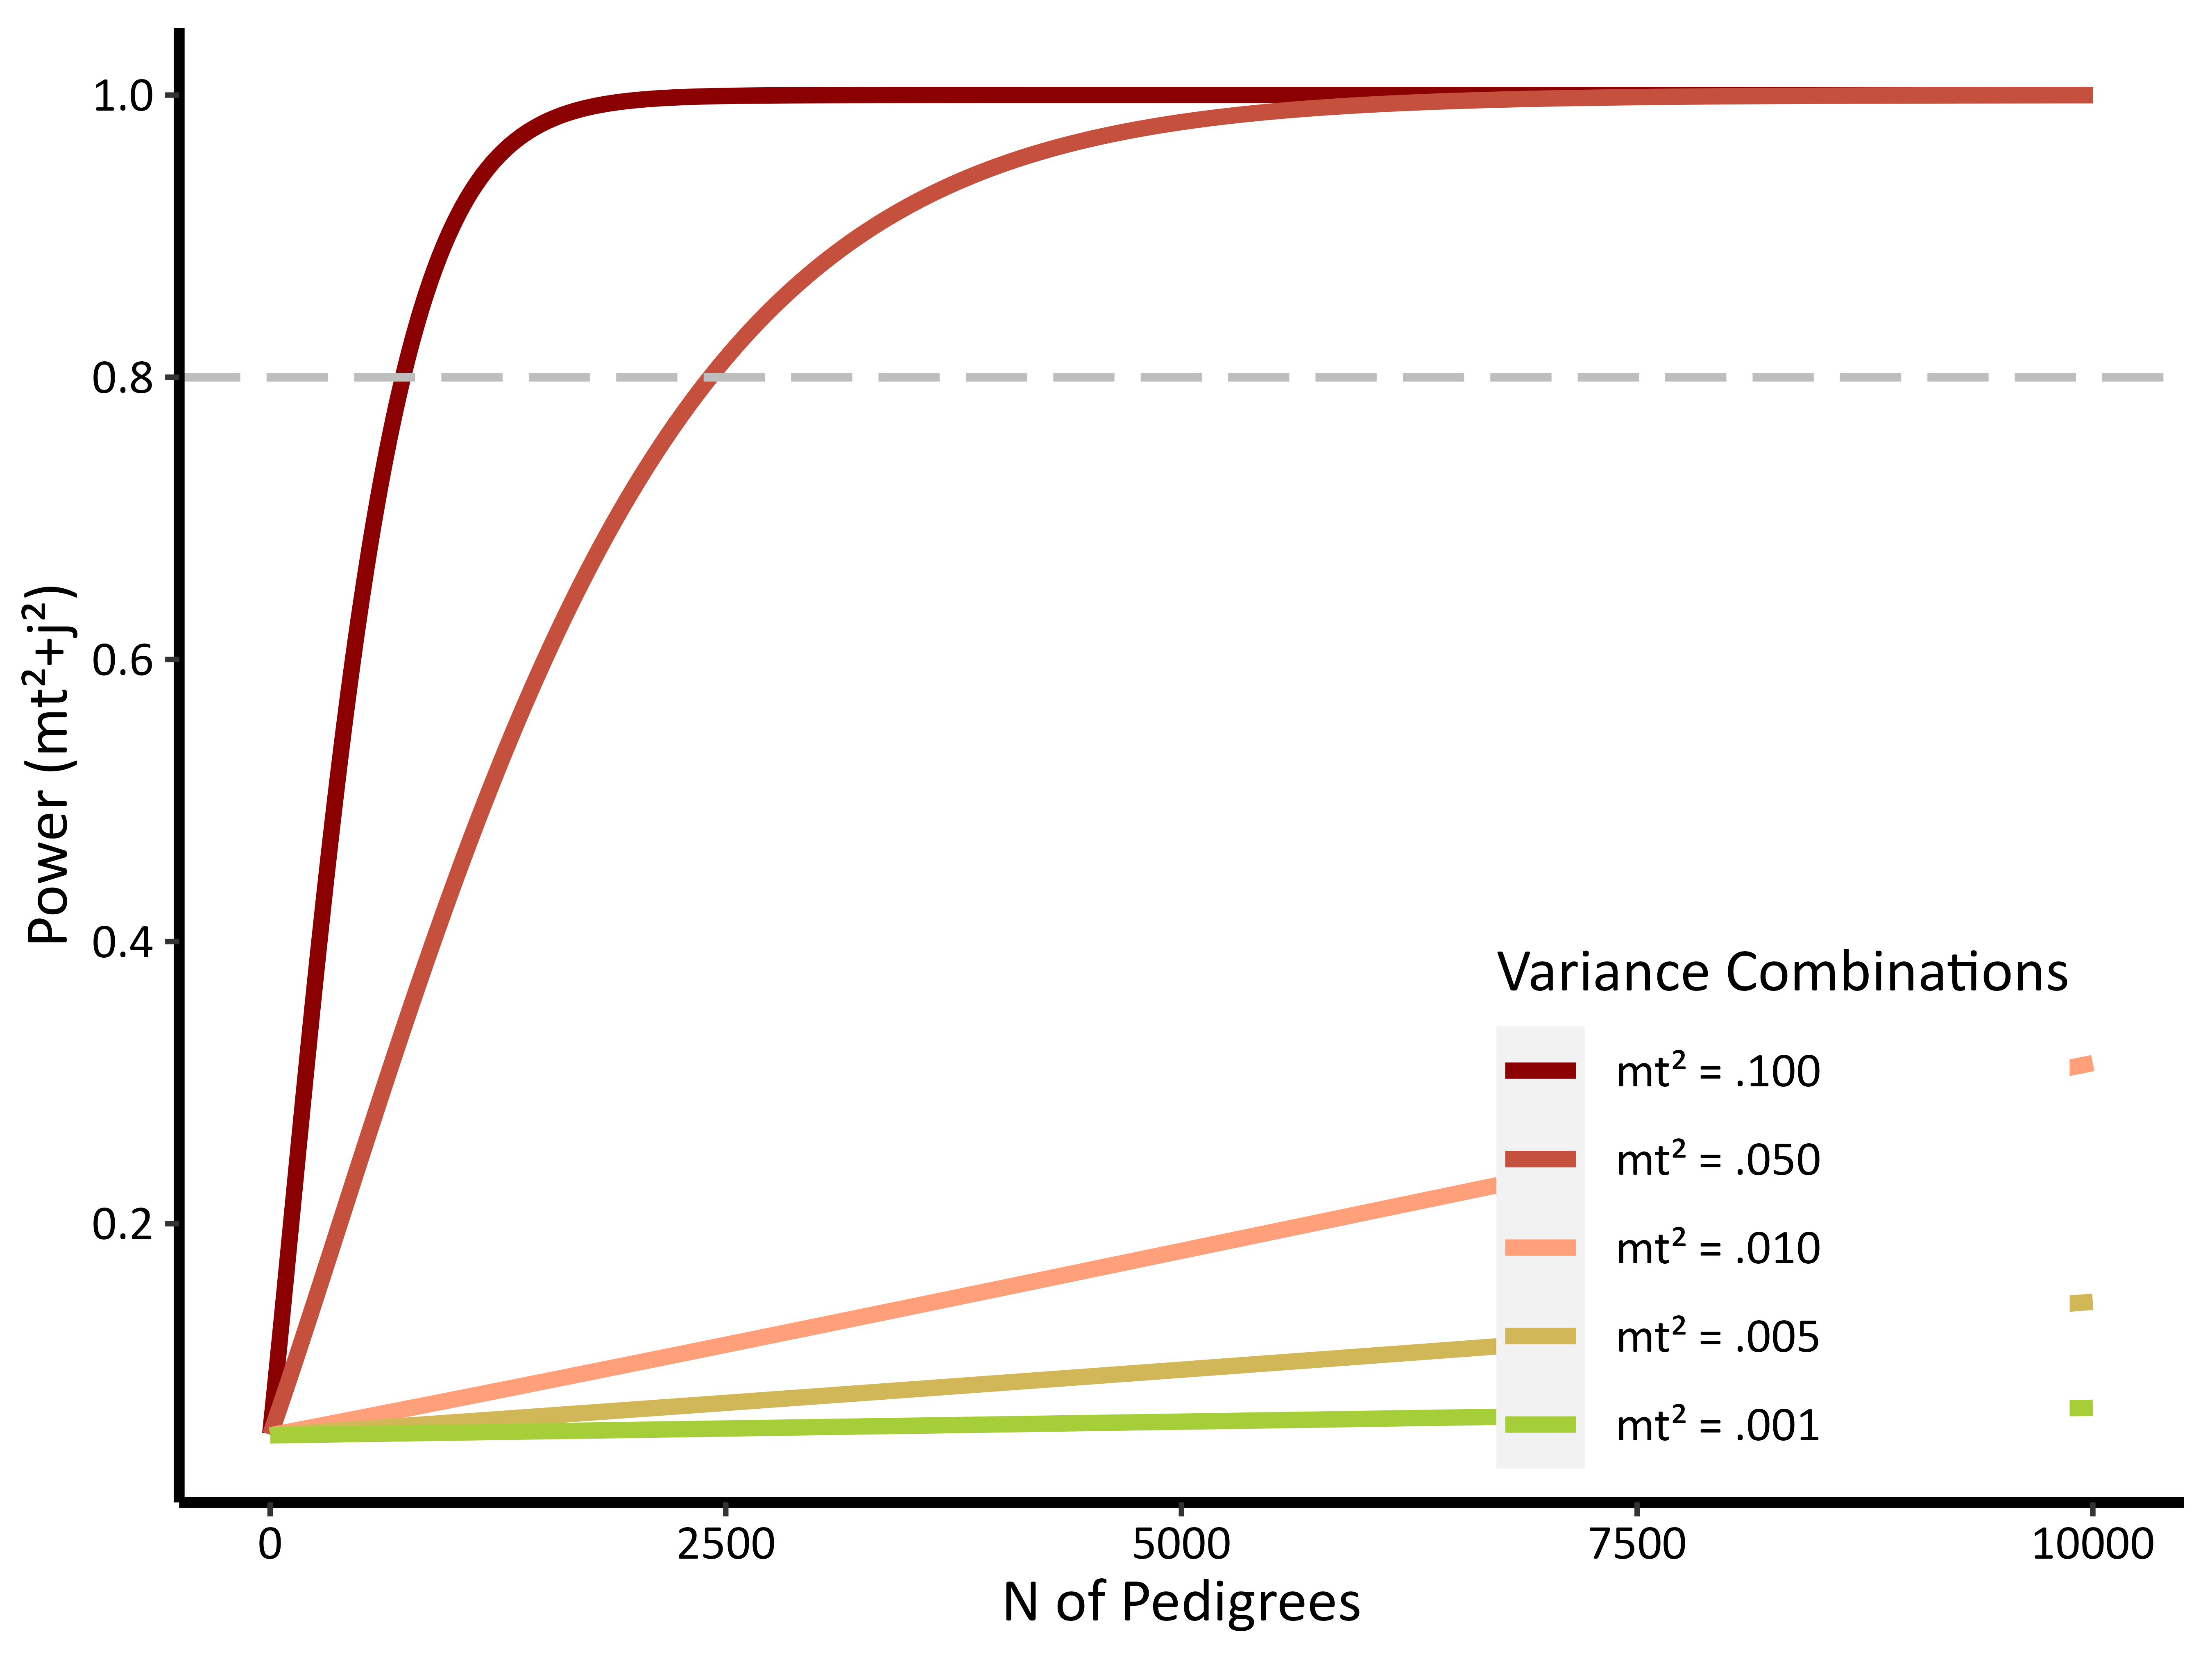 Power (mt²+j²)
1.0
0.8
0.6
0.4
0.2
Variance Combinations
mt² = .100
mt² = .050
mt² = .010
mt² = .005
mt² = .001
0 2500 5000 7500 10000
N of Pedigrees